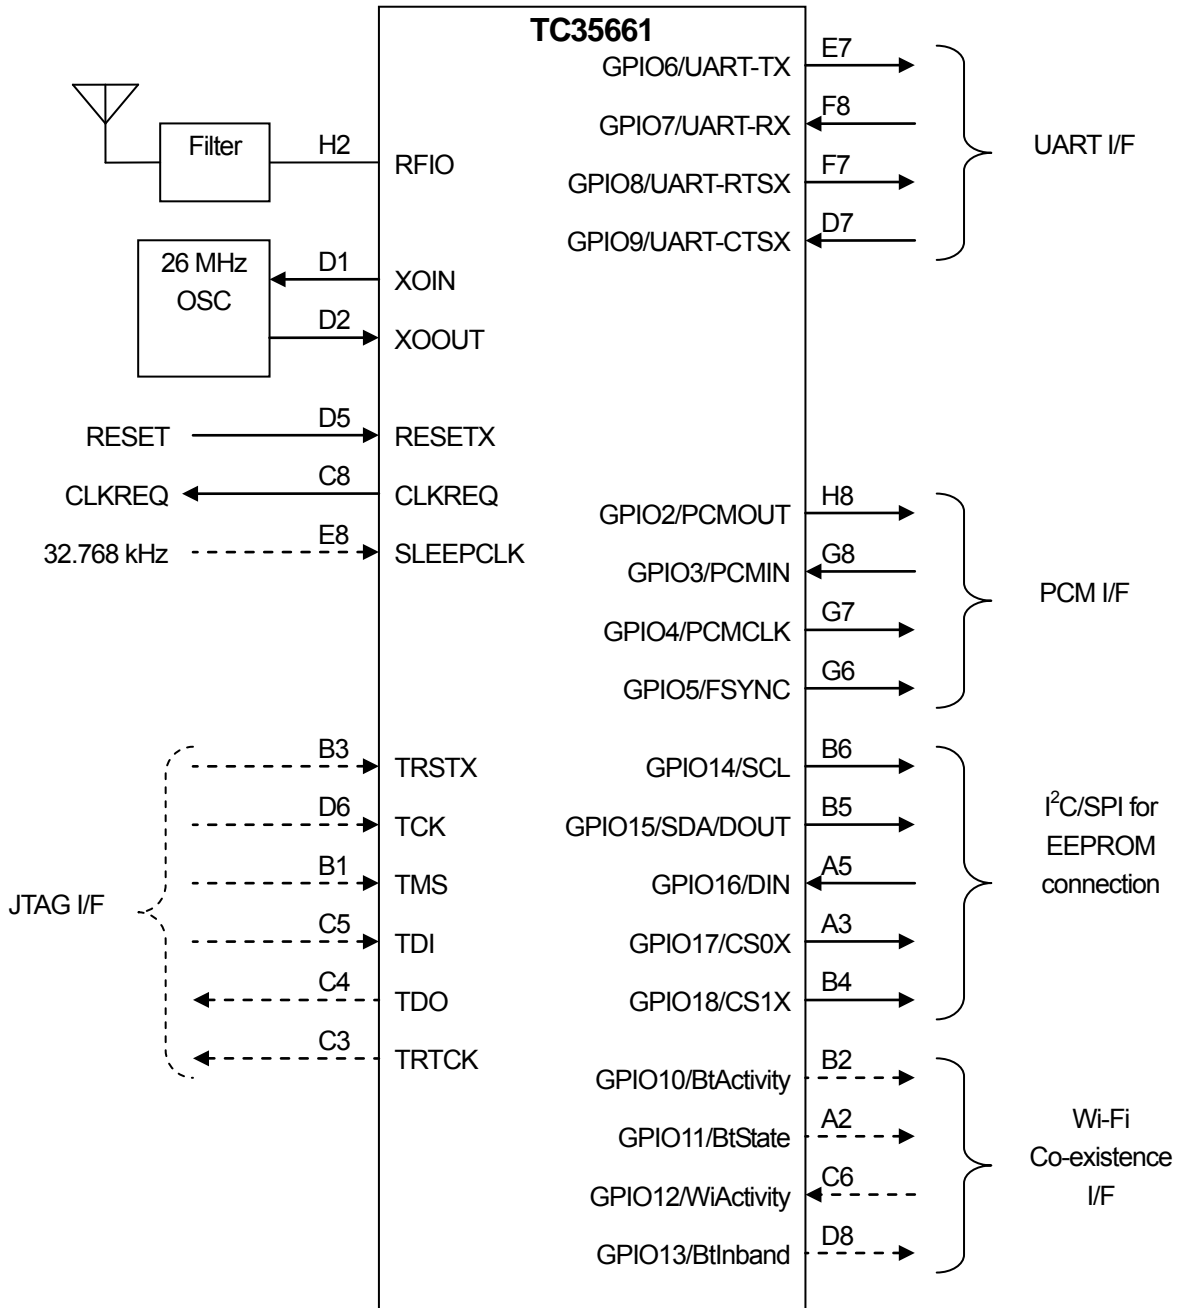 TC35661
Filter
H2
RFIO
26 MHz
OSC
D1
XOIN
D2
XOOUT
RESET
D5
RESETX
CLKREQ
C8
CLKREQ
32.768 kHz
E8
SLEEPCLK
JTAG I/F
B3
TRSTX
D6
TCK
B1
TMS
C5
TDI
C4
TDO
C3
TRTCK
GPIO6/UART-TX
E7
GPIO7/UART-RX
F8
GPIO8/UART-RTSX
F7
GPIO9/UART-CTSX
D7
UART I/F
GPIO2/PCMOUT
H8
GPIO3/PCMIN
G8
GPIO4/PCMCLK
G7
GPIO5/FSYNC
G6
PCM I/F
GPIO14/SCL
B6
GPIO15/SDA/DOUT
B5
GPIO16/DIN
A5
GPIO17/CS0X
A3
GPIO18/CS1X
B4
I²C/SPI for
EEPROM
connection
GPIO10/BtActivity
B2
GPIO11/BtState
A2
GPIO12/WiActivity
C6
GPIO13/BtInband
D8
Wi-Fi
Co-existence
I/F